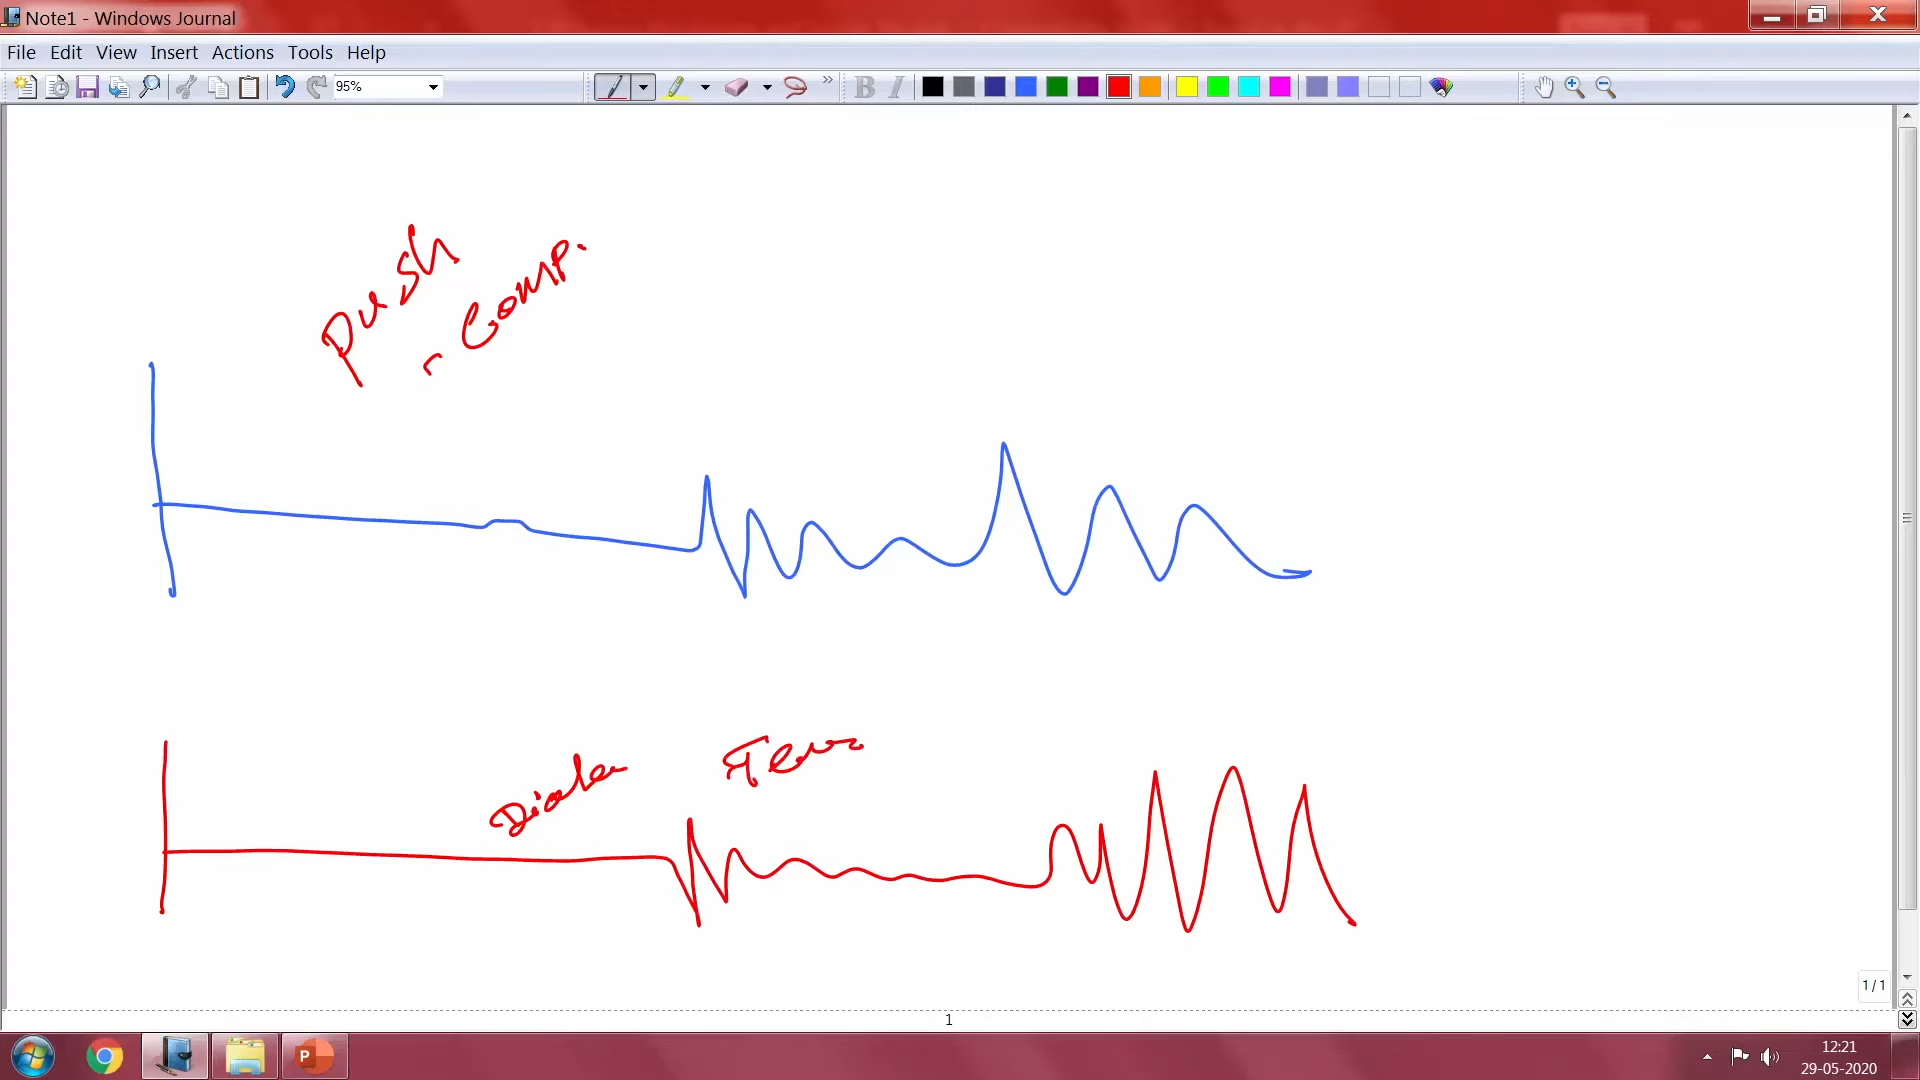 Note1 - Windows Journal
File Edit View Insert Actions Tools Help
95%
B I
Push
Comp.
1 / 1
1
12:21
29-05-2020